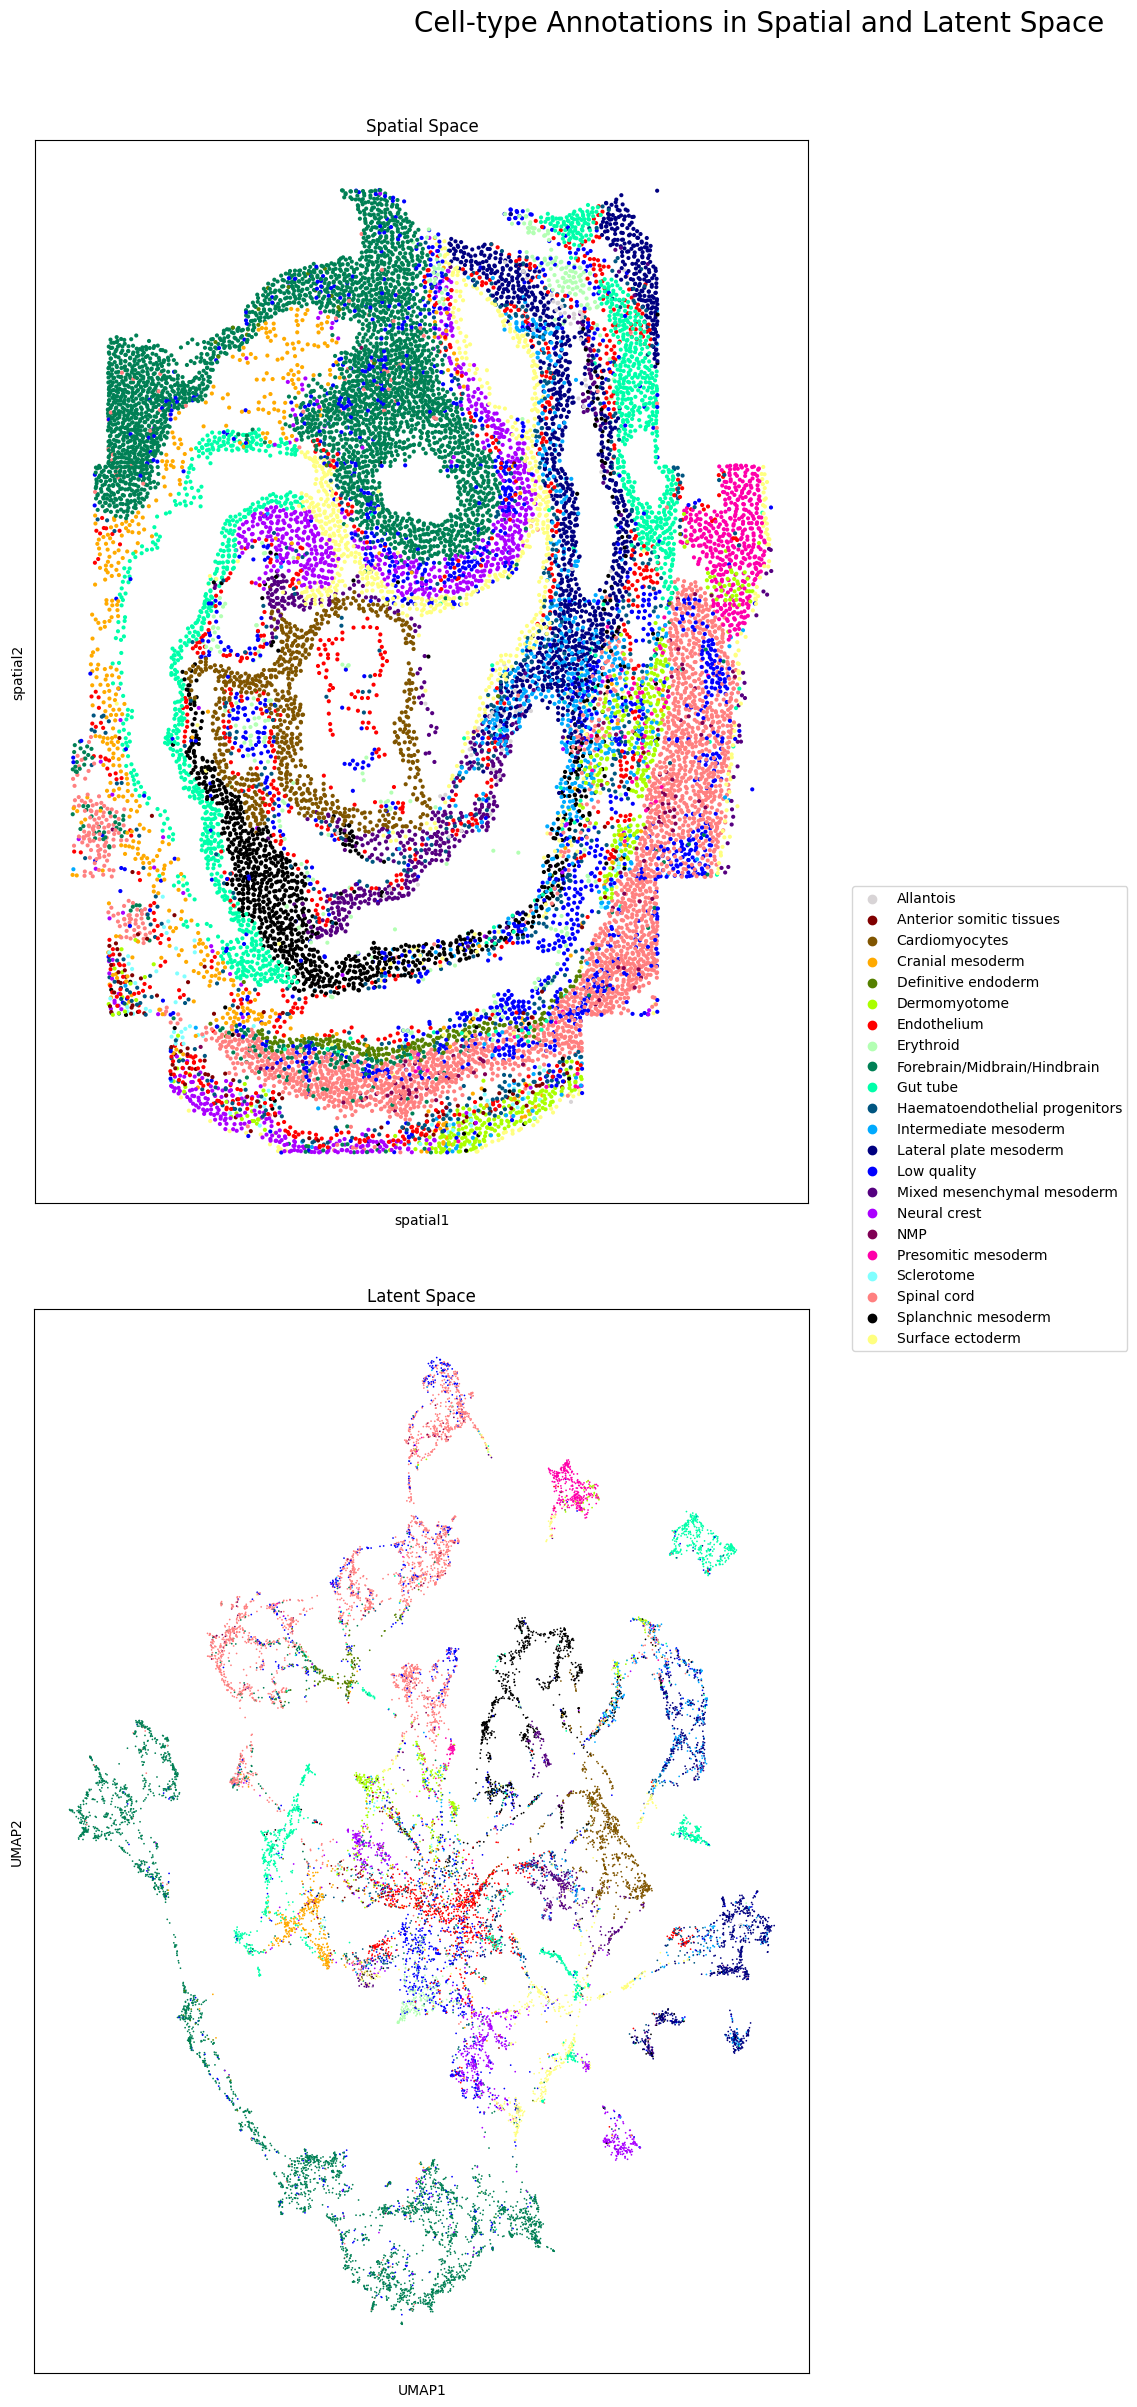 Cell-type Annotations in Spatial and Latent Space
Spatial Space
spatial2
spatial1
Allantois
Anterior somitic tissues
Cardiomyocytes
Cranial mesoderm
Definitive endoderm
Dermomyotome
Endothelium
Erythroid
Forebrain/Midbrain/Hindbrain
Gut tube
Haematoendothelial progenitors
Intermediate mesoderm
Lateral plate mesoderm
Low quality
Mixed mesenchymal mesoderm
Neural crest
NMP
Presomitic mesoderm
Sclerotome
Spinal cord
Splanchnic mesoderm
Surface ectoderm
Latent Space
UMAP2
UMAP1